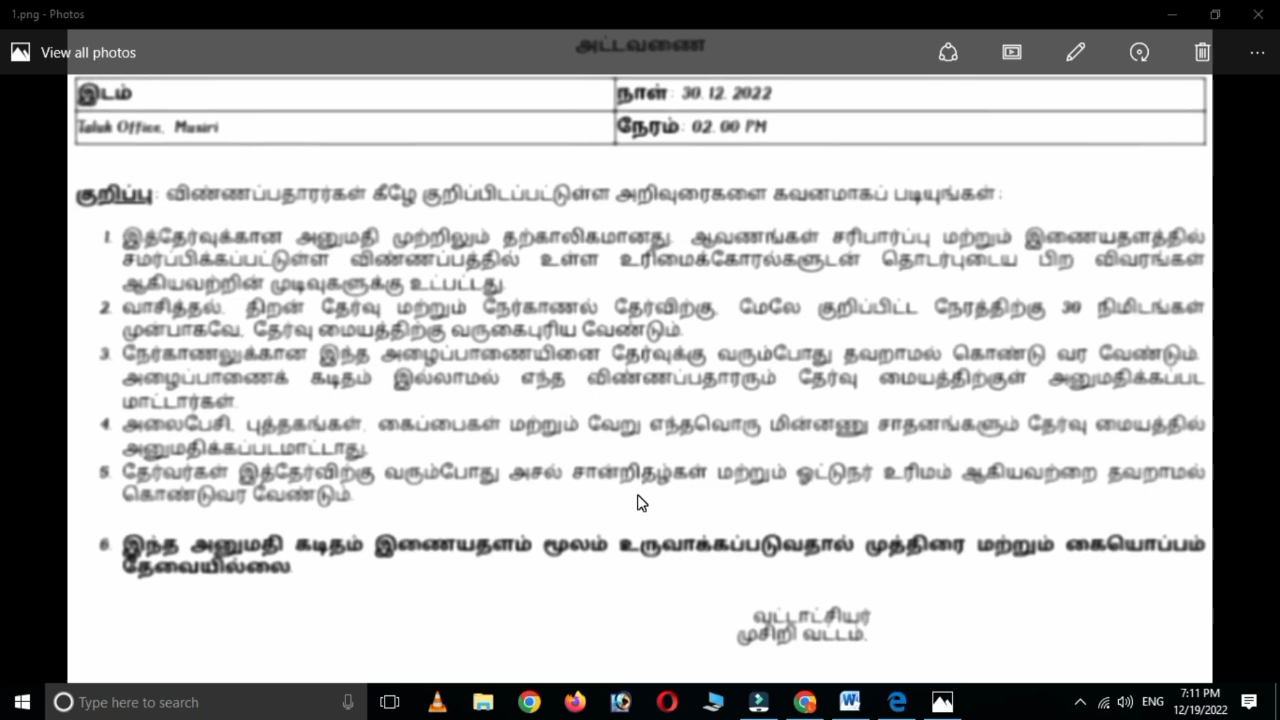 1.png - Photos
அட்டவணை
View all photos
இடம் நாள் : 30.12.2022
Taluk Office, Musiri நேரம் : 02.00 PM
குறிப்பு : விண்ணப்பதாரர்கள் கீழே குறிப்பிடப்பட்டுள்ள அறிவுரைகளை கவனமாகப் படியுங்கள் :
1. இத்தேர்வுக்கான அனுமதி முற்றிலும் தற்காலிகமானது. ஆவணங்கள் சரிபார்ப்பு மற்றும் இணையதளத்தில்
சமர்ப்பிக்கப்பட்டுள்ள விண்ணப்பத்தில் உள்ள உரிமைக்கோரல்களுடன் தொடர்புடைய பிற விவரங்கள்
ஆகியவற்றின் முடிவுகளுக்கு உட்பட்டது.
2. வாசித்தல், திறன் தேர்வு மற்றும் நேர்காணல் தேர்விற்கு, மேலே குறிப்பிட்ட நேரத்திற்கு 30 நிமிடங்கள்
முன்பாகவே, தேர்வு மையத்திற்கு வருகைபுரிய வேண்டும்.
3. நேர்காணலுக்கான இந்த அழைப்பாணையினை தேர்வுக்கு வரும்போது தவறாமல் கொண்டு வர வேண்டும்.
அழைப்பாணைக் கடிதம் இல்லாமல் எந்த விண்ணப்பதாரரும் தேர்வு மையத்திற்குள் அனுமதிக்கப்பட
மாட்டார்கள்.
4. அலைபேசி, புத்தகங்கள், கைப்பைகள் மற்றும் வேறு எந்தவொரு மின்னணு சாதனங்களும் தேர்வு மையத்தில்
அனுமதிக்கப்படமாட்டாது.
5. தேர்வர்கள் இத்தேர்விற்கு வரும்போது அசல் சான்றிதழ்கள் மற்றும் ஓட்டுநர் உரிமம் ஆகியவற்றை தவறாமல்
கொண்டுவர வேண்டும்.
6. இந்த அனுமதி கடிதம் இணையதளம் மூலம் உருவாக்கப்படுவதால் முத்திரை மற்றும் கையொப்பம்
தேவையில்லை.
வட்டாட்சியர்
முசிறி வட்டம்.
Type here to search
ENG
7:11 PM
12/19/2022